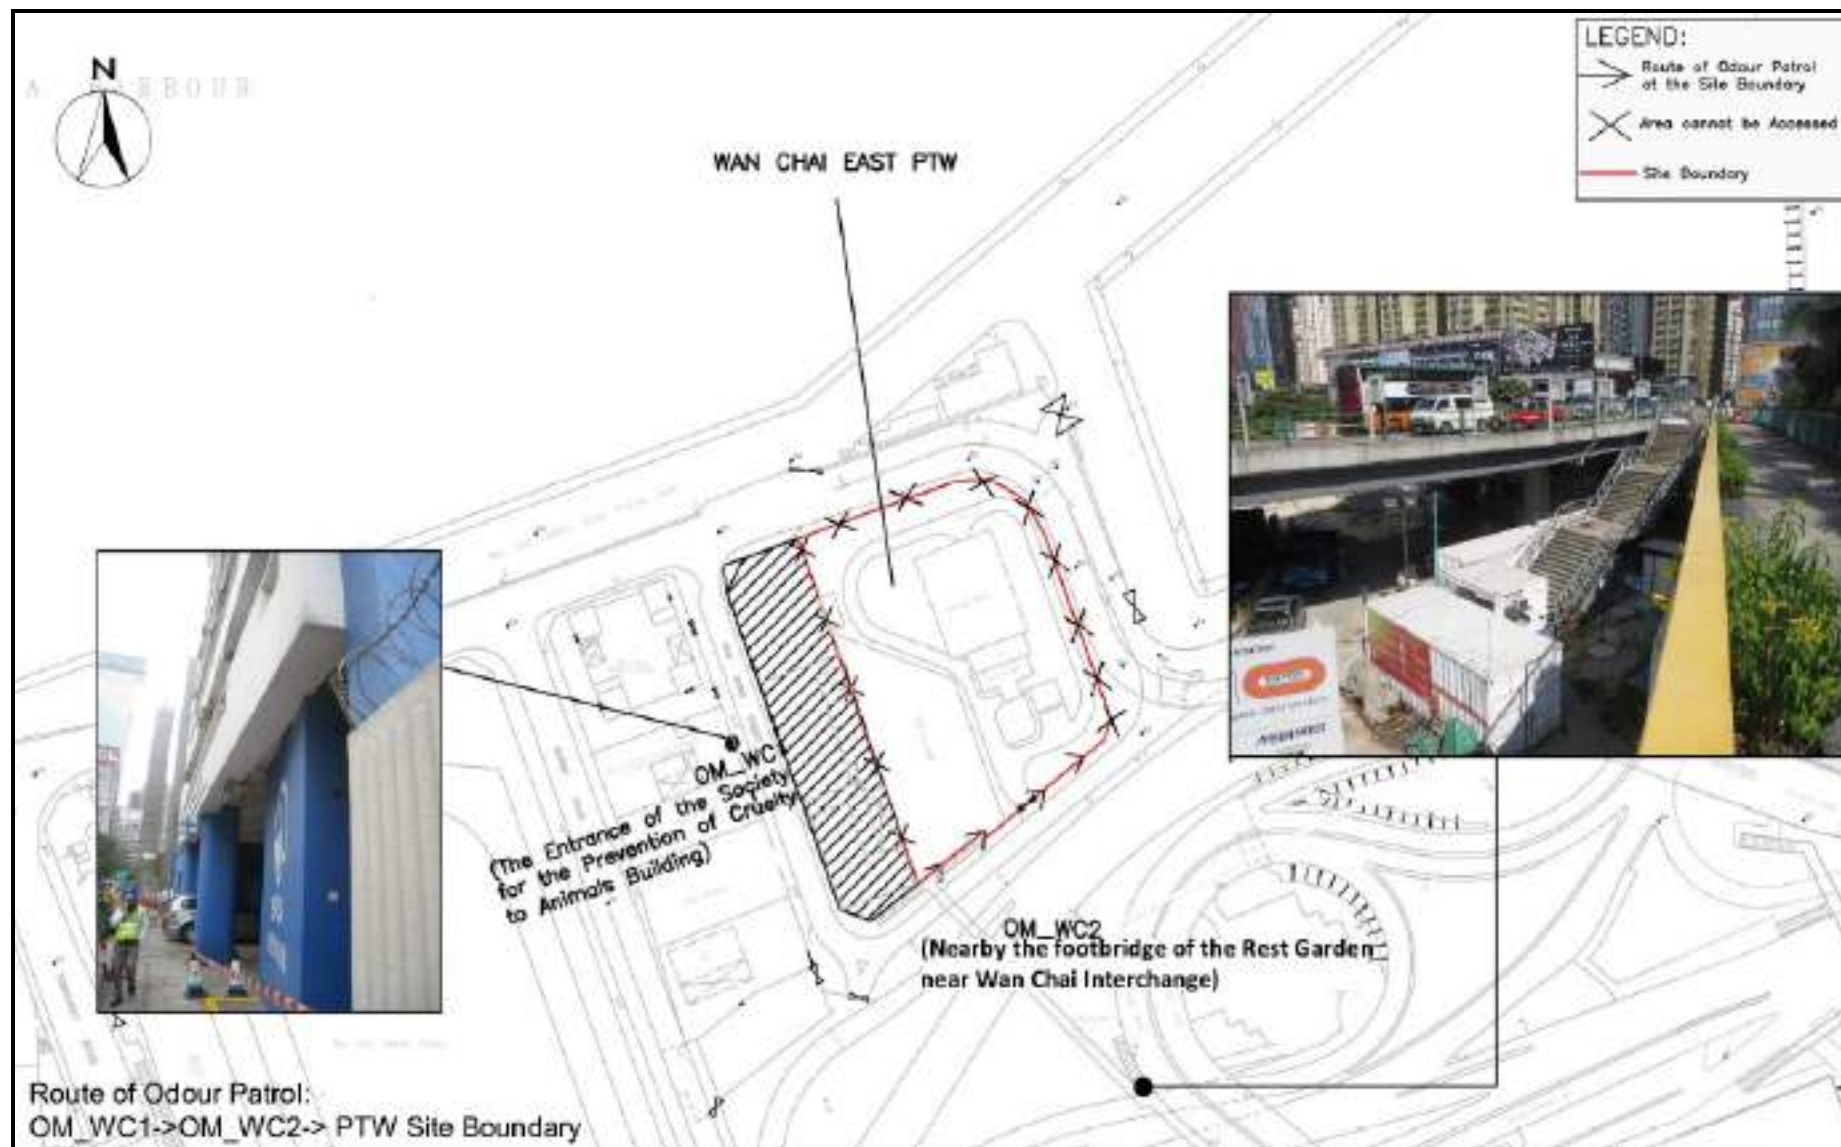 N
A HARBOUR
LEGEND:
Route of Odour Patrol
at the Site Boundary
Area cannot be Accessed
Site Boundary
WAN CHAI EAST PTW
OM_WC
(The Entrance of the Society
for the Prevention of Cruelty
to Animals Building)
OM_WC2
(Nearby the footbridge of the Rest Garden
near Wan Chai Interchange)
Route of Odour Patrol:
OM_WC1->OM_WC2-> PTW Site Boundary